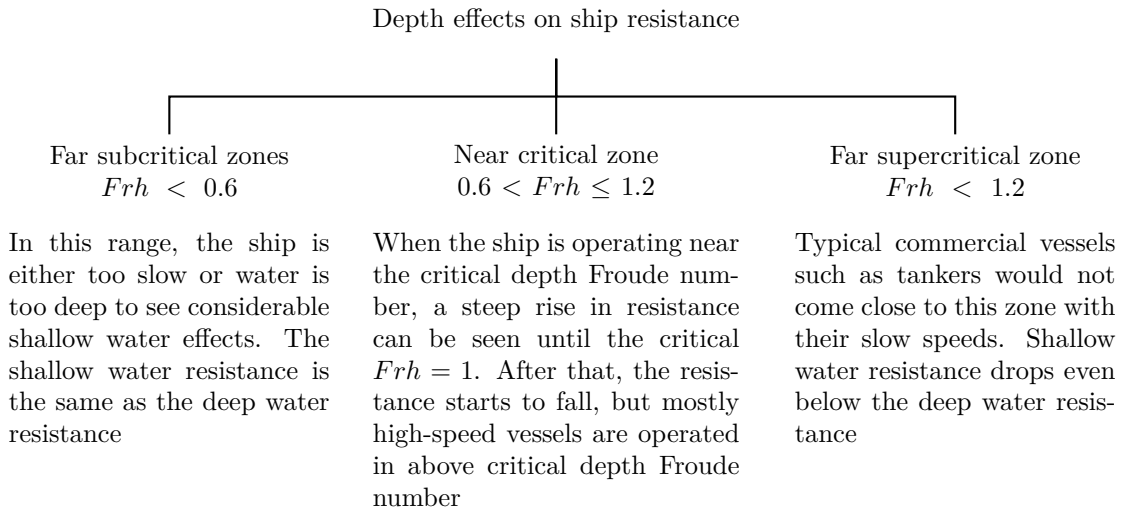 Depth effects on ship resistance
Far subcritical zones
Frh < 0.6
In this range, the ship is
either too slow or water is
too deep to see considerable
shallow water effects. The
shallow water resistance is
the same as the deep water
resistance
Near critical zone
0.6 < Frh ≤ 1.2
When the ship is operating near
the critical depth Froude num-
ber, a steep rise in resistance
can be seen until the critical
Frh = 1. After that, the resis-
tance starts to fall, but mostly
high-speed vessels are operated
in above critical depth Froude
number
Far supercritical zone
Frh < 1.2
Typical commercial vessels
such as tankers would not
come close to this zone with
their slow speeds. Shallow
water resistance drops even
below the deep water resis-
tance